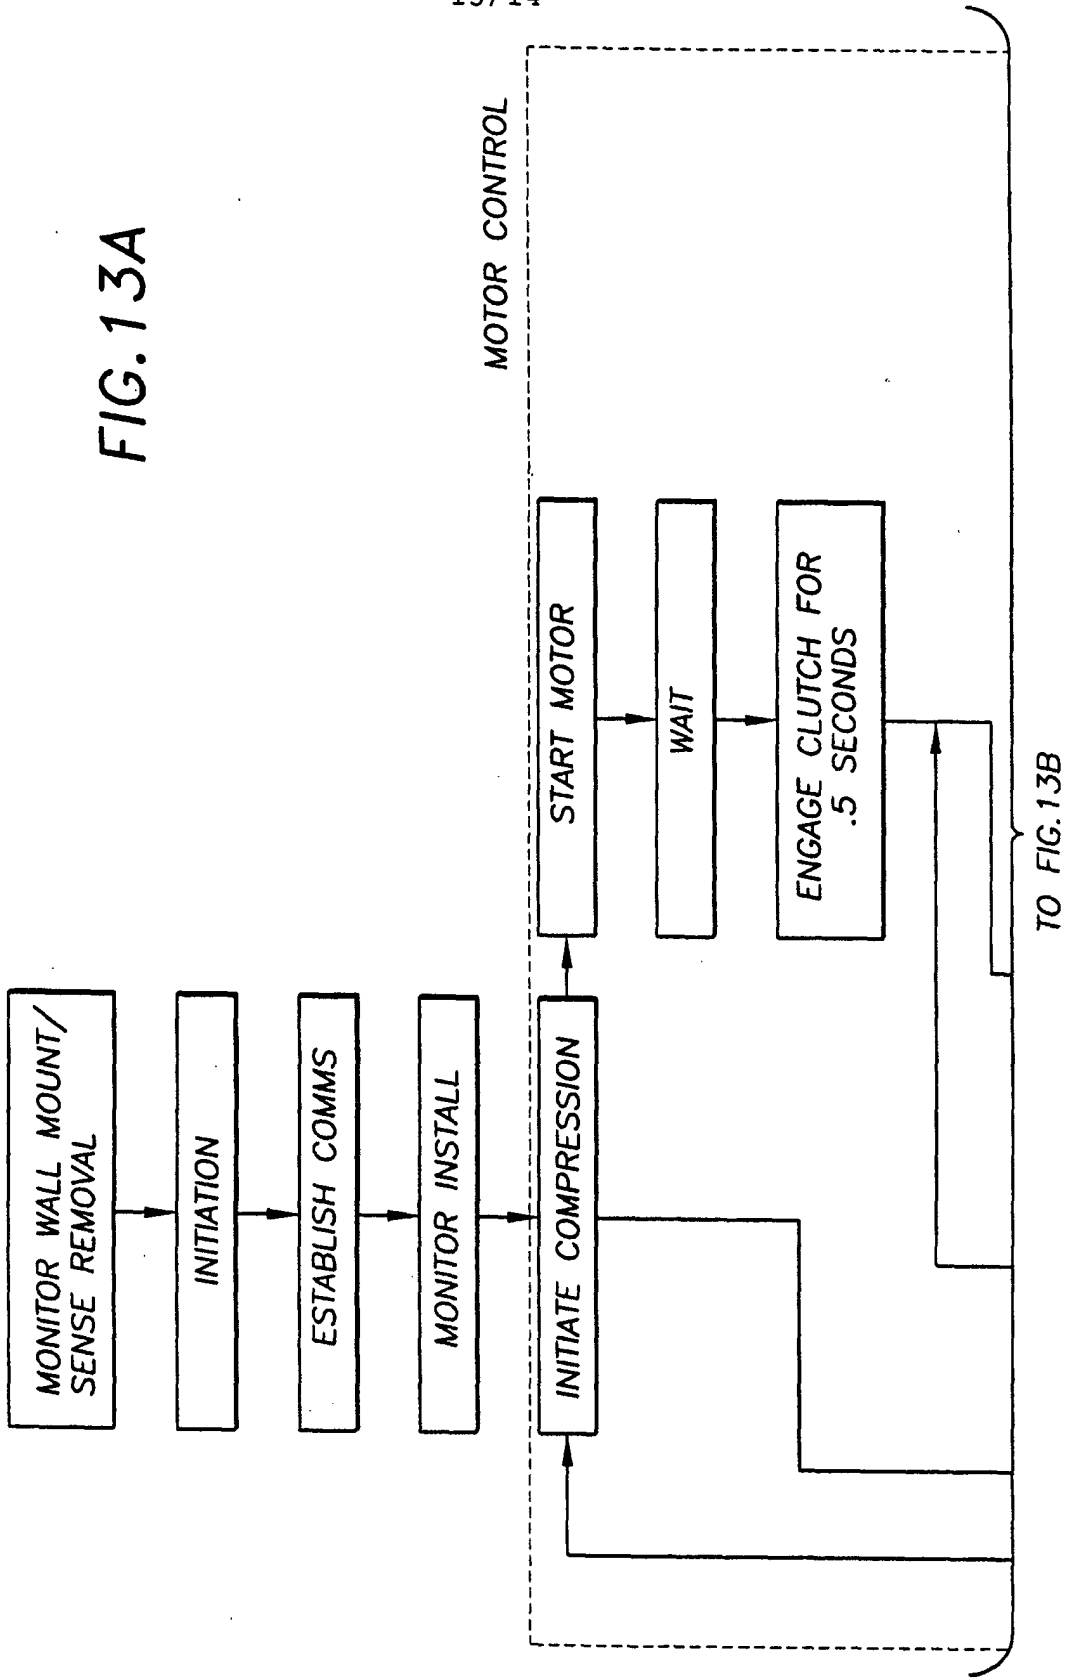 13/14
FIG.13A
MONITOR WALL MOUNT/
SENSE REMOVAL
INITIATION
ESTABLISH COMMS
MONITOR INSTALL
MOTOR CONTROL
INITIATE COMPRESSION
START MOTOR
WAIT
ENGAGE CLUTCH FOR
.5 SECONDS
TO FIG.13B